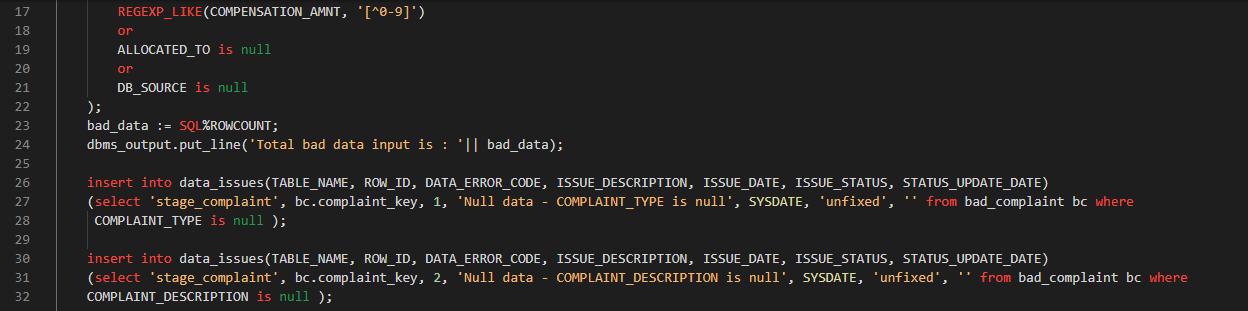 17 REGEXP_LIKE(COMPENSATION_AMNT, '[^0-9]')
18 or
19 ALLOCATED_TO is null
20 or
21 DB_SOURCE is null
22 );
23 bad_data := SQL%ROWCOUNT;
24 dbms_output.put_line('Total bad data input is : '|| bad_data);
25
26 insert into data_issues(TABLE_NAME, ROW_ID, DATA_ERROR_CODE, ISSUE_DESCRIPTION, ISSUE_DATE, ISSUE_STATUS, STATUS_UPDATE_DATE)
27 (select 'stage_complaint', bc.complaint_key, 1, 'Null data - COMPLAINT_TYPE is null', SYSDATE, 'unfixed', '' from bad_complaint bc where
28 COMPLAINT_TYPE is null );
29
30 insert into data_issues(TABLE_NAME, ROW_ID, DATA_ERROR_CODE, ISSUE_DESCRIPTION, ISSUE_DATE, ISSUE_STATUS, STATUS_UPDATE_DATE)
31 (select 'stage_complaint', bc.complaint_key, 2, 'Null data - COMPLAINT_DESCRIPTION is null', SYSDATE, 'unfixed', '' from bad_complaint bc where
32 COMPLAINT_DESCRIPTION is null );